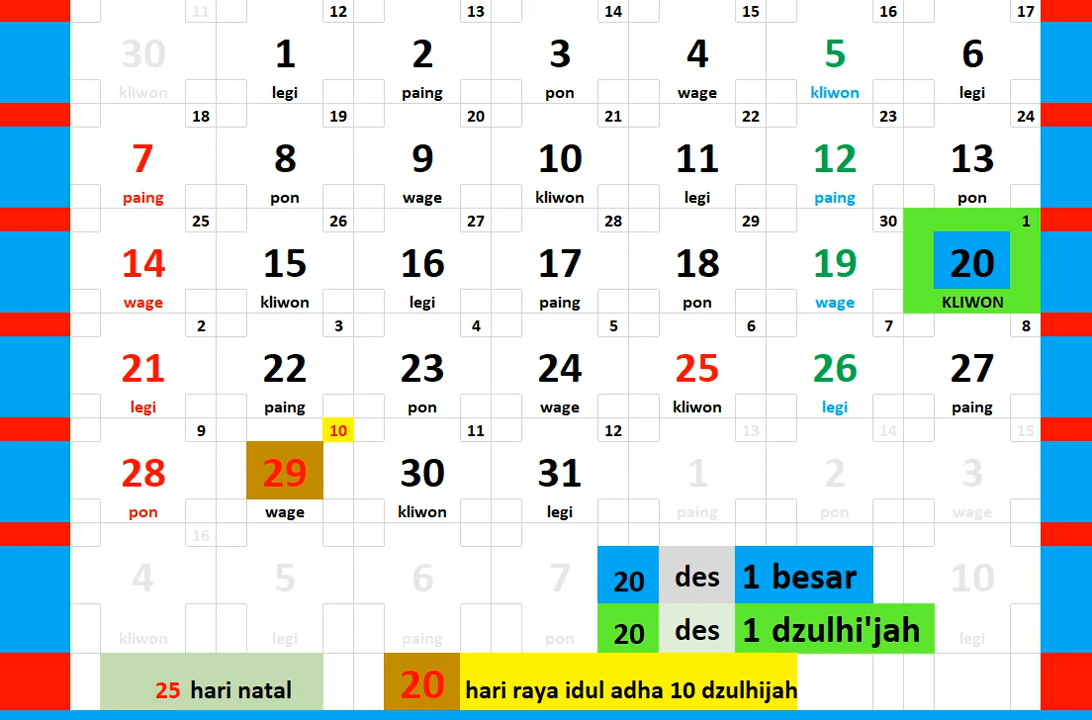 11 12 13 14 15 16 17
30 1 2 3 4 5 6
kliwon legi paing pon wage kliwon legi
18 19 20 21 22 23 24
7 8 9 10 11 12 13
paing pon wage kliwon legi paing pon
25 26 27 28 29 30 1
14 15 16 17 18 19 20
wage kliwon legi paing pon wage KLIWON
2 3 4 5 6 7 8
21 22 23 24 25 26 27
legi paing pon wage kliwon legi paing
9 10 11 12 13 14 15
28 29 30 31 1 2 3
pon wage kliwon legi paing pon wage
16
4 5 6 7 20 des 1 besar 10
kliwon legi paing pon 20 des 1 dzulhi'jah legi
25 hari natal 20 hari raya idul adha 10 dzulhijah